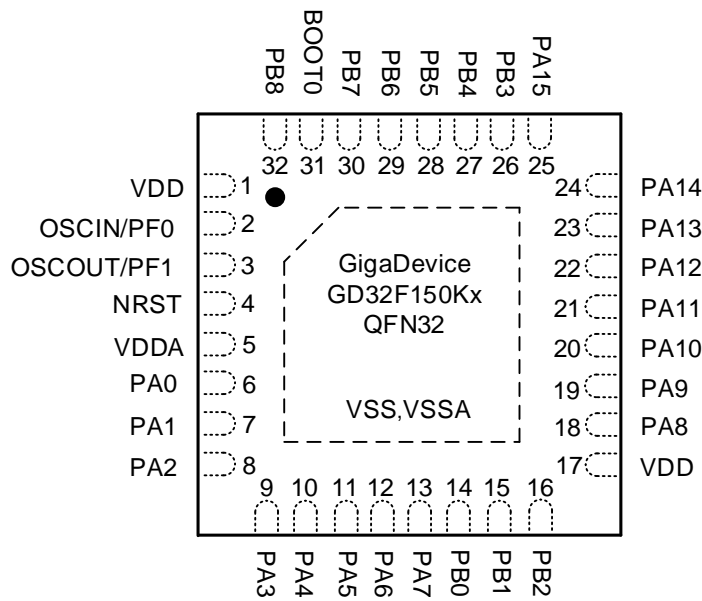 PB8 BOOT0 PB7 PB6 PB5 PB4 PB3 PA15
32 31 30 29 28 27 26 25
VDD 1
OSCIN/PF0 2
OSCOUT/PF1 3
NRST 4
VDDA 5
PA0 6
PA1 7
PA2 8
GigaDevice
GD32F150Kx
QFN32
VSS,VSSA
24 PA14
23 PA13
22 PA12
21 PA11
20 PA10
19 PA9
18 PA8
17 VDD
9 10 11 12 13 14 15 16
PA3 PA4 PA5 PA6 PA7 PB0 PB1 PB2